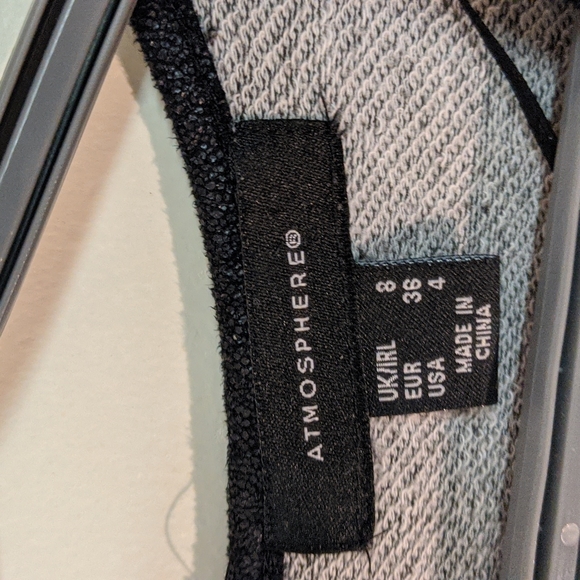 ATMOSPHERE®
UK/IRL 8
EUR 36
USA 4
MADE IN
CHINA